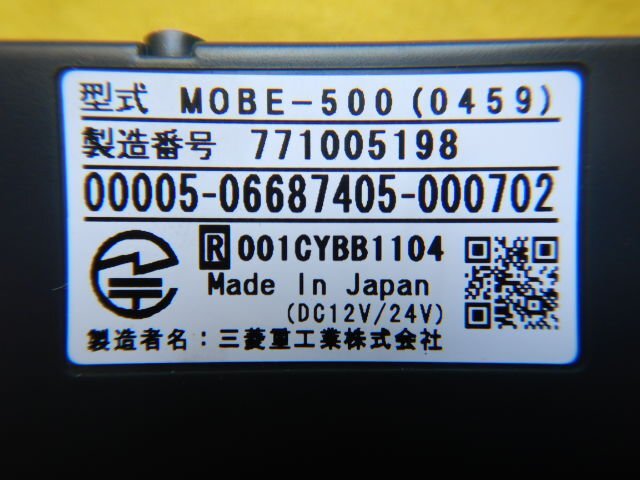 型式 MOBE-500(0459)
製造番号 771005198
00005-06687405-000702
R 001CYBB1104
Made In Japan
(DC12V/24V)
製造者名：三菱重工業株式会社